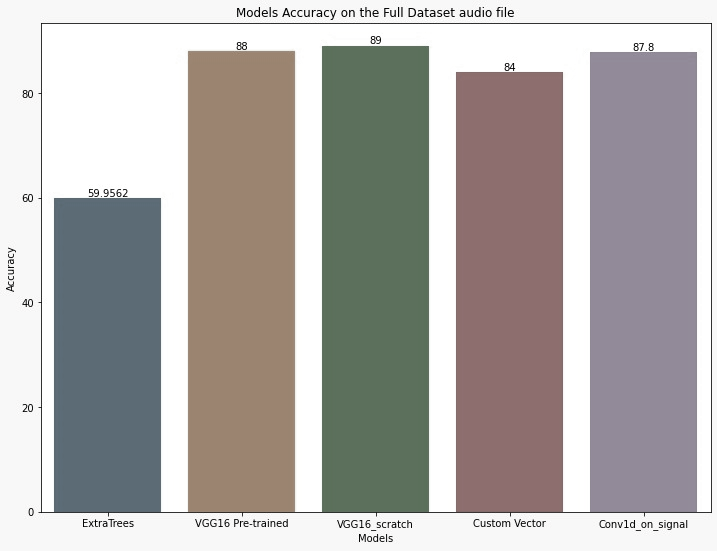 Models Accuracy on the Full Dataset audio file
59.9562
88
89
84
87.8
80
60
40
20
0
Accuracy
ExtraTrees
VGG16 Pre-trained
VGG16_scratch
Custom Vector
Conv1d_on_signal
Models